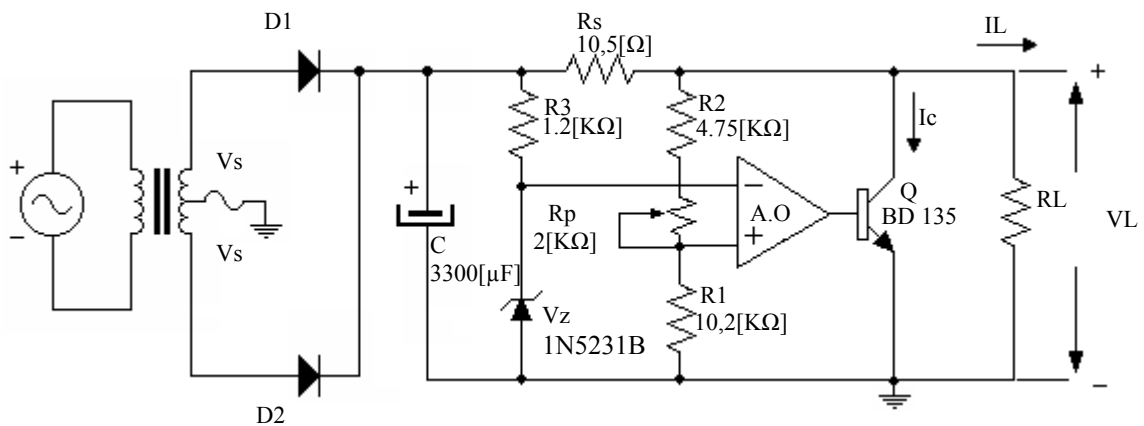 D1
Rs
10,5[Ω]
IL
+
R3
1.2[KΩ]
R2
4.75[KΩ]
Ic
+
Vs
−
+
Rp
2[KΩ]
A.O
+
Q
BD 135
RL
VL
−
Vs
C
3300[µF]
Vz
1N5231B
R1
10,2[KΩ]
−
D2